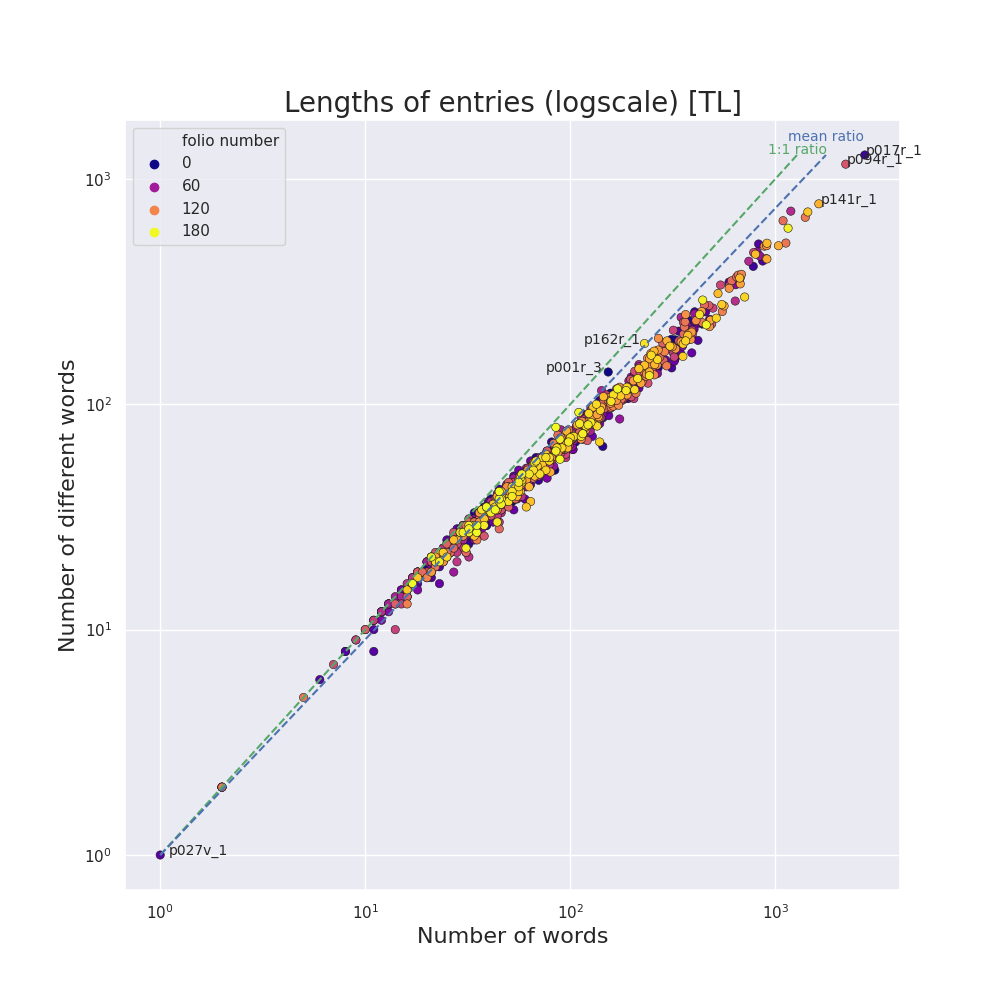 Lengths of entries (logscale) [TL]
folio number
0
60
120
180
mean ratio
1:1 ratio
p017r_1
p094r_1
p141r_1
p162r_1
p001r_3
p027v_1
10³
10²
10¹
10⁰
Number of different words
10⁰ 10¹ 10² 10³
Number of words